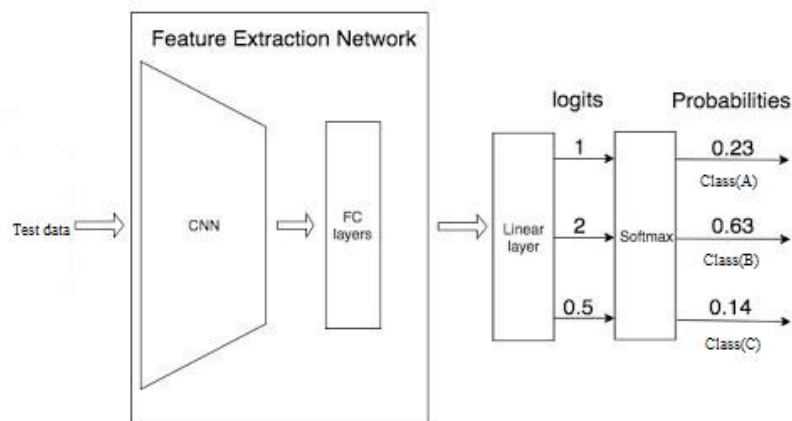 Feature Extraction Network
logits
Probabilities
Test data
CNN
FC
layers
Linear
layer
1
2
0.5
Softmax
0.23
Class(A)
0.63
Class(B)
0.14
Class(C)